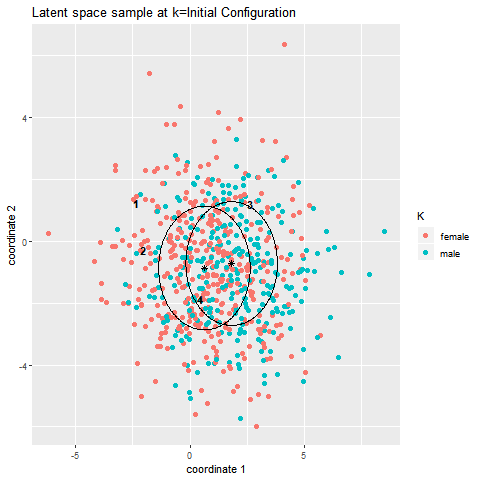 Latent space sample at k=Initial Configuration
4
0
-4
-5
0
5
coordinate 1
coordinate 2
1
2
3
4
K
female
male